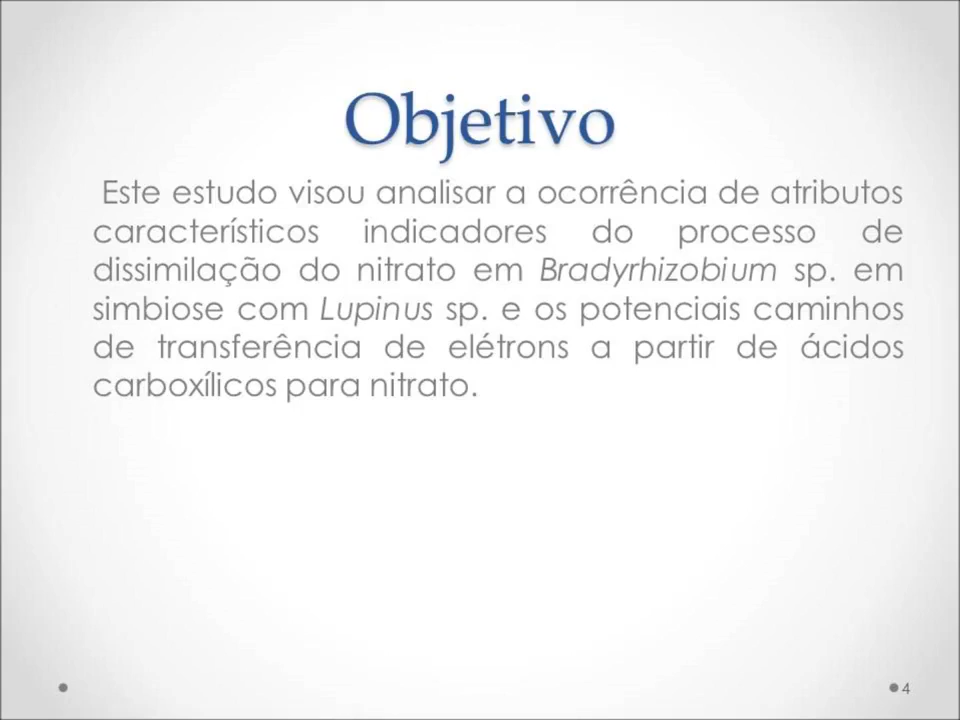 Objetivo
Este estudo visou analisar a ocorrência de atributos
característicos indicadores do processo de
dissimilação do nitrato em Bradyrhizobium sp. em
simbiose com Lupinus sp. e os potenciais caminhos
de transferência de elétrons a partir de ácidos
carboxílicos para nitrato.
4